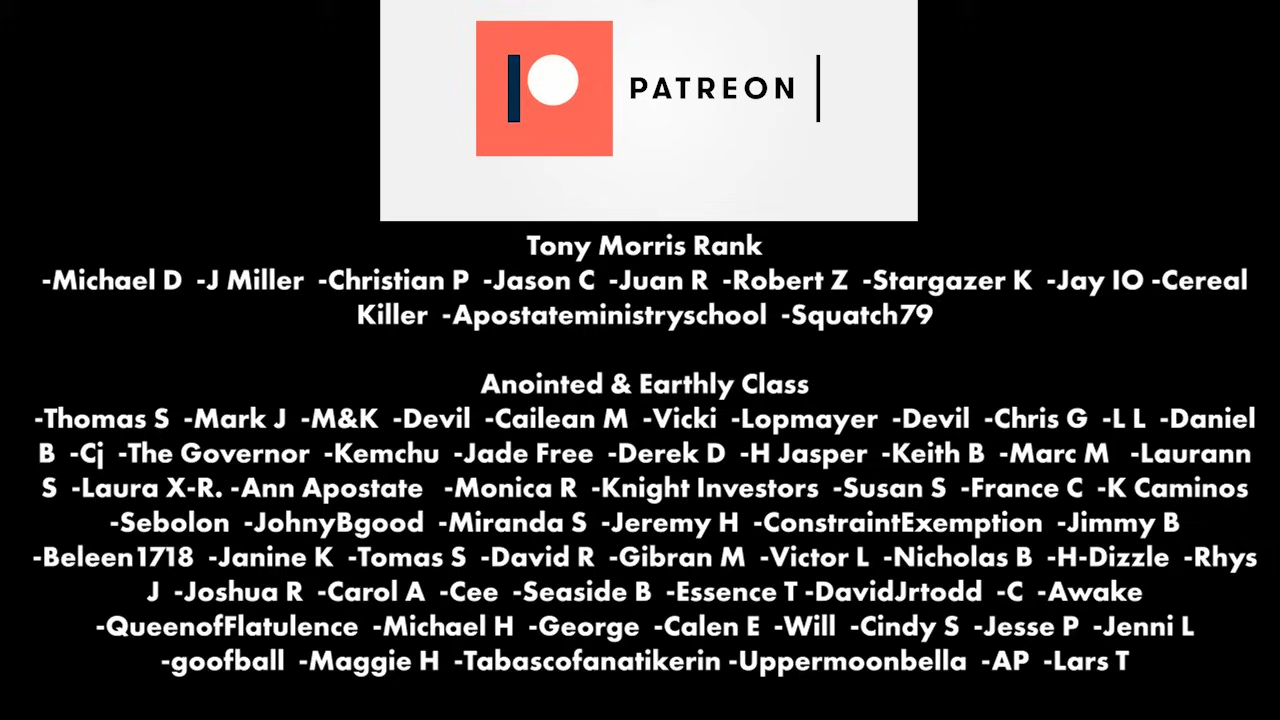 PATREON
Tony Morris Rank
-Michael D -J Miller -Christian P -Jason C -Juan R -Robert Z -Stargazer K -Jay IO -Cereal
Killer -Apostateministryschool -Squatch79
Anointed & Earthly Class
-Thomas S -Mark J -M&K -Devil -Cailean M -Vicki -Lopmayer -Devil -Chris G -L L -Daniel
B -Cj -The Governor -Kemchu -Jade Free -Derek D -H Jasper -Keith B -Marc M -Laurann
S -Laura X-R. -Ann Apostate -Monica R -Knight Investors -Susan S -France C -K Caminos
-Sebolon -JohnyBgood -Miranda S -Jeremy H -ConstraintExemption -Jimmy B
-Beleen1718 -Janine K -Tomas S -David R -Gibran M -Victor L -Nicholas B -H-Dizzle -Rhys
J -Joshua R -Carol A -Cee -Seaside B -Essence T -DavidJrtodd -C -Awake
-QueenofFlatulence -Michael H -George -Calen E -Will -Cindy S -Jesse P -Jenni L
-goofball -Maggie H -Tabascofanatikerin -Uppermoonbella -AP -Lars T